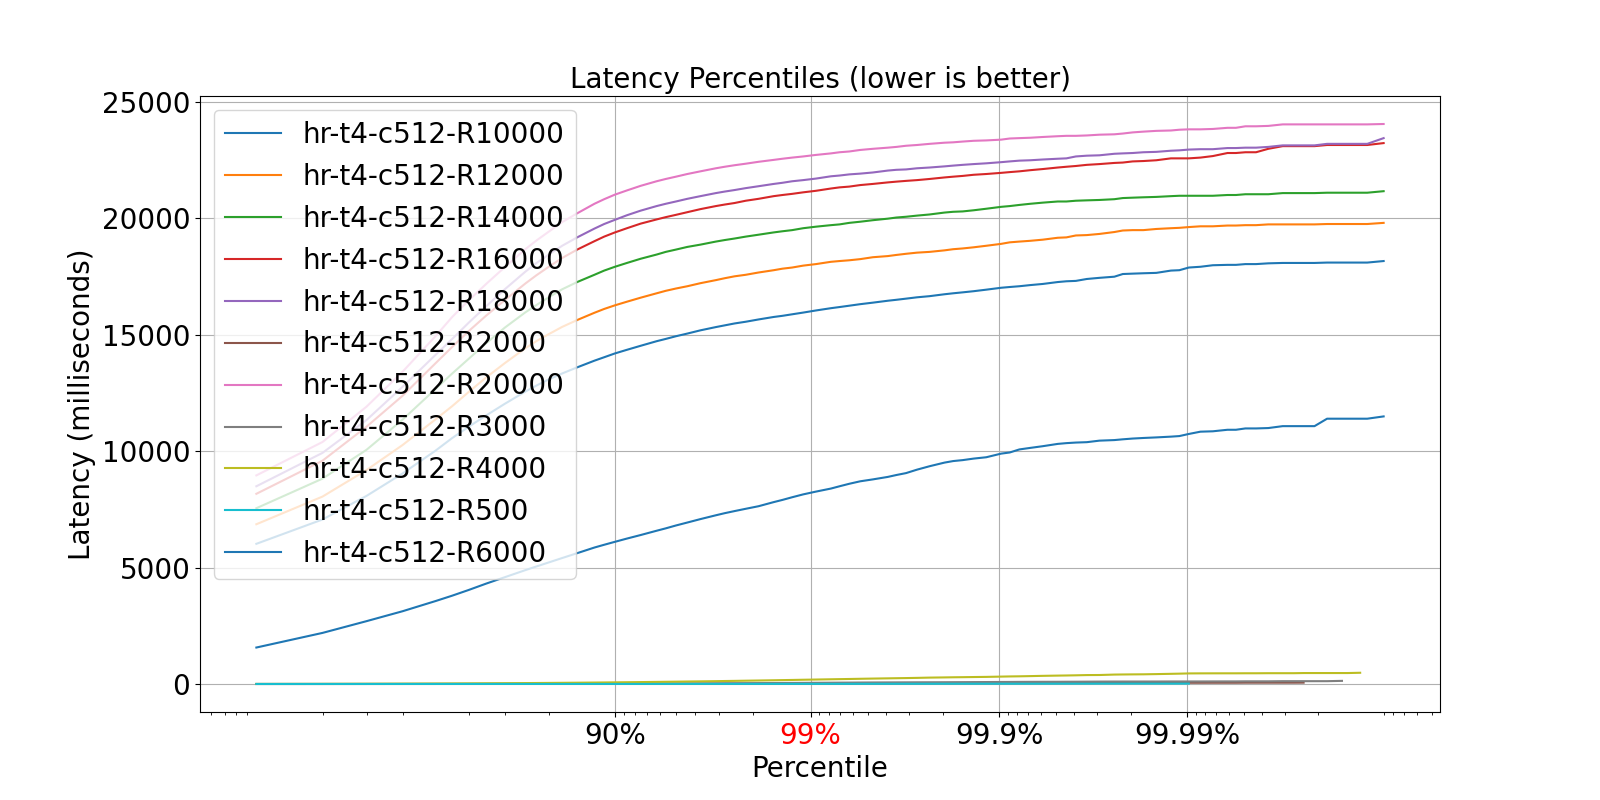 Latency Percentiles (lower is better)
25000
20000
15000
10000
5000
0
Latency (milliseconds)
hr-t4-c512-R10000
hr-t4-c512-R12000
hr-t4-c512-R14000
hr-t4-c512-R16000
hr-t4-c512-R18000
hr-t4-c512-R2000
hr-t4-c512-R20000
hr-t4-c512-R3000
hr-t4-c512-R4000
hr-t4-c512-R500
hr-t4-c512-R6000
90% 99% 99.9% 99.99%
Percentile